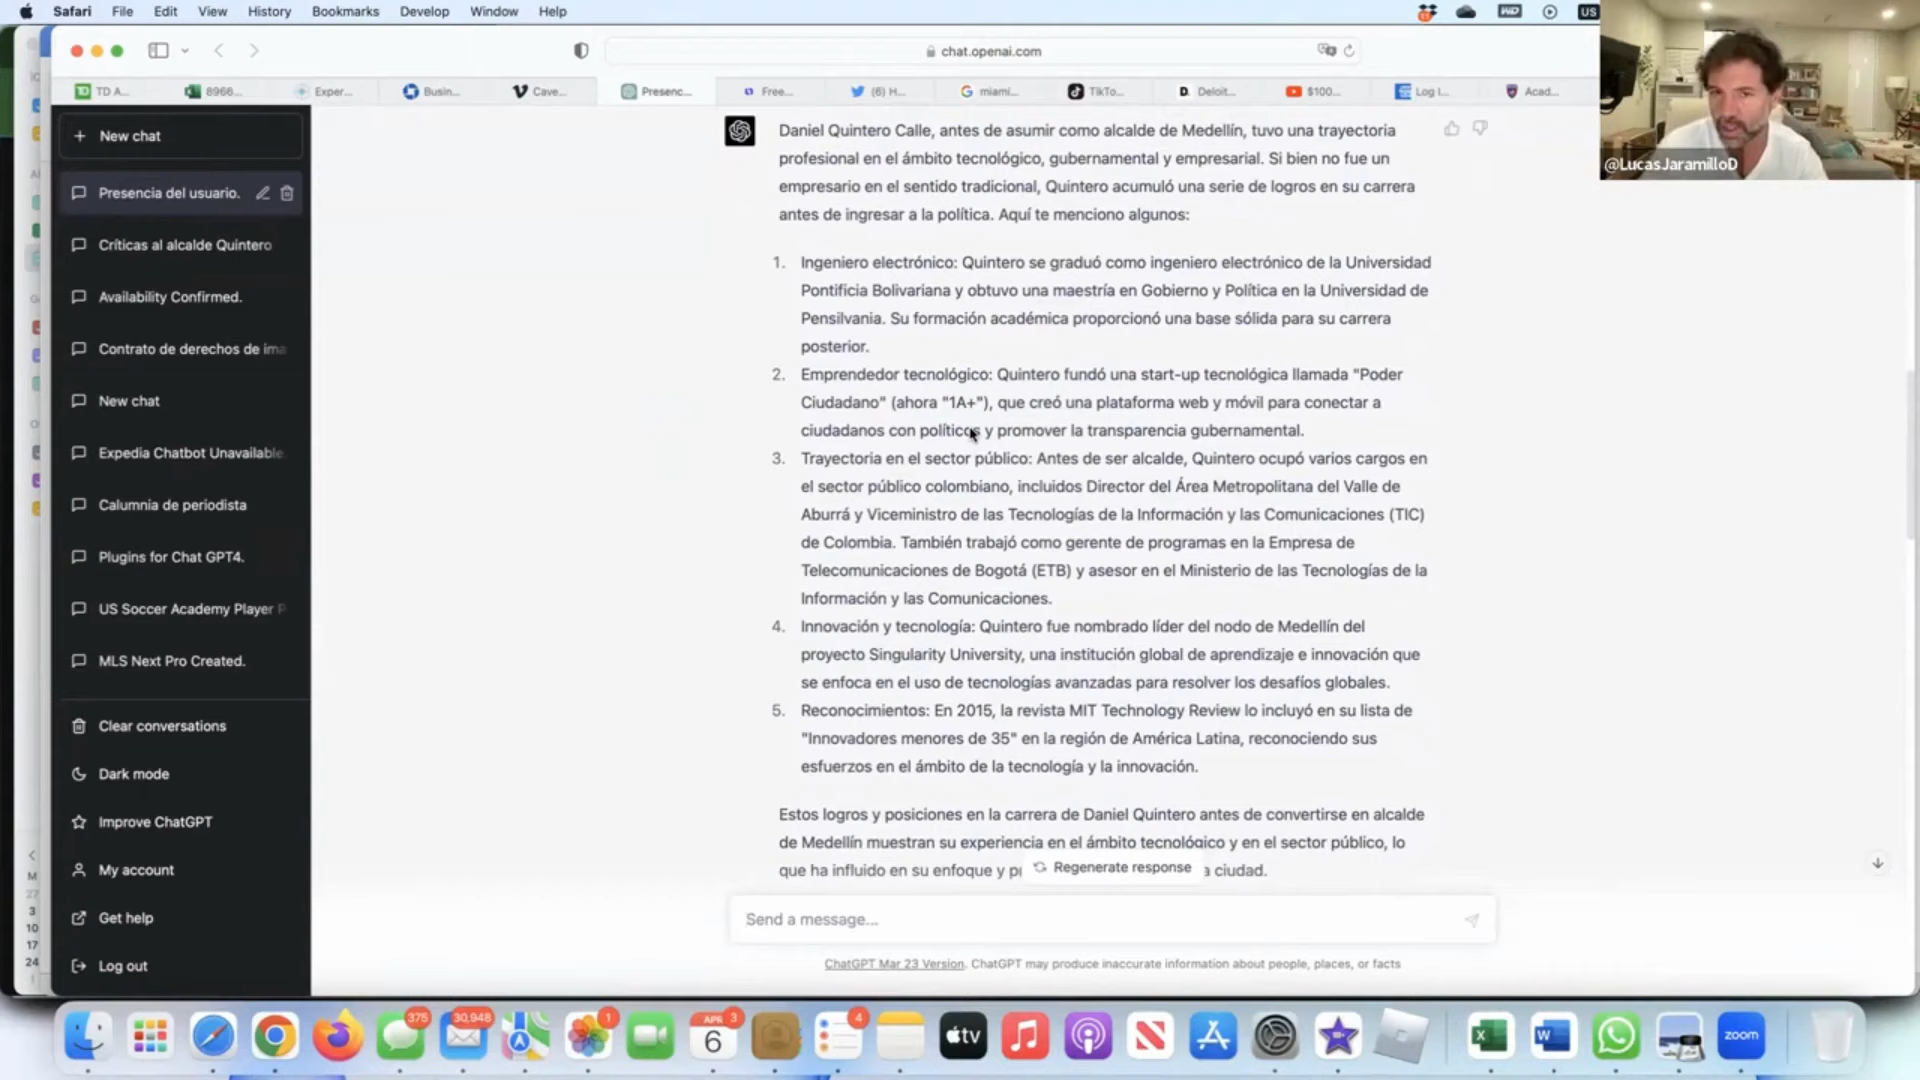 Safari File Edit View History Bookmarks Develop Window Help
WD
US
chat.openai.com
TD A...
8966...
Exper...
Busin...
Cave...
Presenc...
Free...
(6) H...
miami...
TikTo...
D. Deloit...
$100...
Log I...
Acad...
@LucasJaramilloD
+ New chat
Presencia del usuario.
Críticas al alcalde Quintero
Availability Confirmed.
Contrato de derechos de ima
New chat
Expedia Chatbot Unavailable.
Calumnia de periodista
Plugins for Chat GPT4.
US Soccer Academy Player P
MLS Next Pro Created.
Clear conversations
Dark mode
Improve ChatGPT
My account
Get help
Log out
Daniel Quintero Calle, antes de asumir como alcalde de Medellín, tuvo una trayectoria
profesional en el ámbito tecnológico, gubernamental y empresarial. Si bien no fue un
empresario en el sentido tradicional, Quintero acumuló una serie de logros en su carrera
antes de ingresar a la política. Aquí te menciono algunos:
1. Ingeniero electrónico: Quintero se graduó como ingeniero electrónico de la Universidad
Pontificia Bolivariana y obtuvo una maestría en Gobierno y Política en la Universidad de
Pensilvania. Su formación académica proporcionó una base sólida para su carrera
posterior.
2. Emprendedor tecnológico: Quintero fundó una start-up tecnológica llamada "Poder
Ciudadano" (ahora "1A+"), que creó una plataforma web y móvil para conectar a
ciudadanos con políticos y promover la transparencia gubernamental.
3. Trayectoria en el sector público: Antes de ser alcalde, Quintero ocupó varios cargos en
el sector público colombiano, incluidos Director del Área Metropolitana del Valle de
Aburrá y Viceministro de las Tecnologías de la Información y las Comunicaciones (TIC)
de Colombia. También trabajó como gerente de programas en la Empresa de
Telecomunicaciones de Bogotá (ETB) y asesor en el Ministerio de las Tecnologías de la
Información y las Comunicaciones.
4. Innovación y tecnología: Quintero fue nombrado líder del nodo de Medellín del
proyecto Singularity University, una institución global de aprendizaje e innovación que
se enfoca en el uso de tecnologías avanzadas para resolver los desafíos globales.
5. Reconocimientos: En 2015, la revista MIT Technology Review lo incluyó en su lista de
"Innovadores menores de 35" en la región de América Latina, reconociendo sus
esfuerzos en el ámbito de la tecnología y la innovación.
Estos logros y posiciones en la carrera de Daniel Quintero antes de convertirse en alcalde
de Medellín muestran su experiencia en el ámbito tecnológico y en el sector público, lo
que ha influido en su enfoque y a ciudad.
Regenerate response
Send a message...
ChatGPT Mar 23 Version. ChatGPT may produce inaccurate information about people, places, or facts
M
27
3
10
17
24
375
30,948
1
APR 3
6
4
tv
X
W
zoom